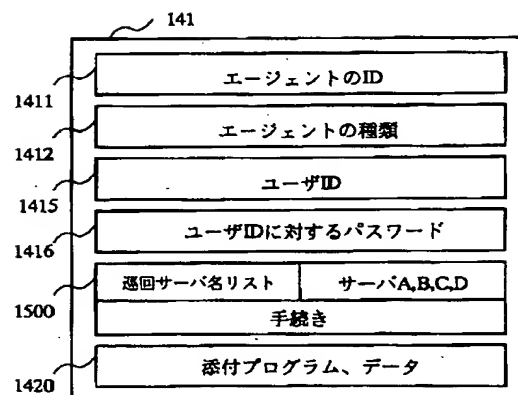 141
1411
エージェントのID
1412
エージェントの種類
1415
ユーザID
1416
ユーザIDに対するパスワード
1500
巡回サーバ名リスト サーバA,B,C,D
手続き
1420
添付プログラム、データ